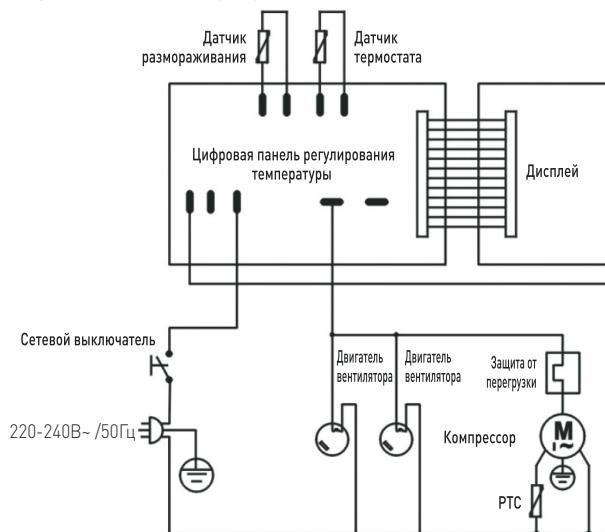 Датчик
размораживания
Датчик
термостата
Цифровая панель регулирования
температуры
Дисплей
Сетевой выключатель
Двигатель
вентилятора
Двигатель
вентилятора
Защита от
перегрузки
220-240В~ /50Гц
Компрессор
M
1~
PTC